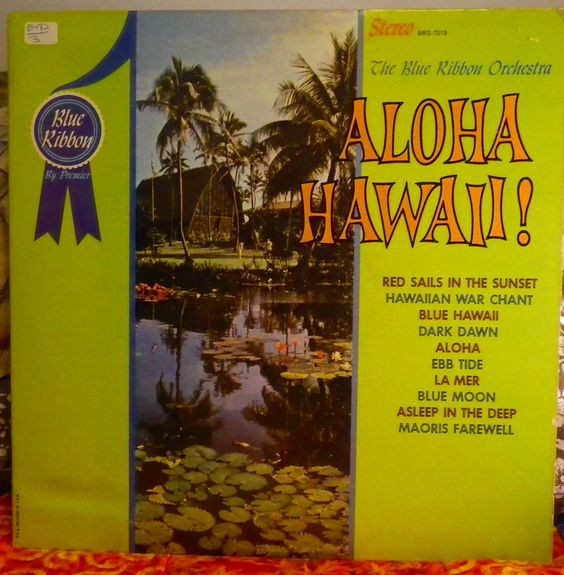 B482
3
Stereo BRS-7019
The Blue Ribbon Orchestra
Blue
Ribbon
By Premier
ALOHA
HAWAII!
RED SAILS IN THE SUNSET
HAWAIIAN WAR CHANT
BLUE HAWAII
DARK DAWN
ALOHA
EBB TIDE
LA MER
BLUE MOON
ASLEEP IN THE DEEP
MAORIS FAREWELL